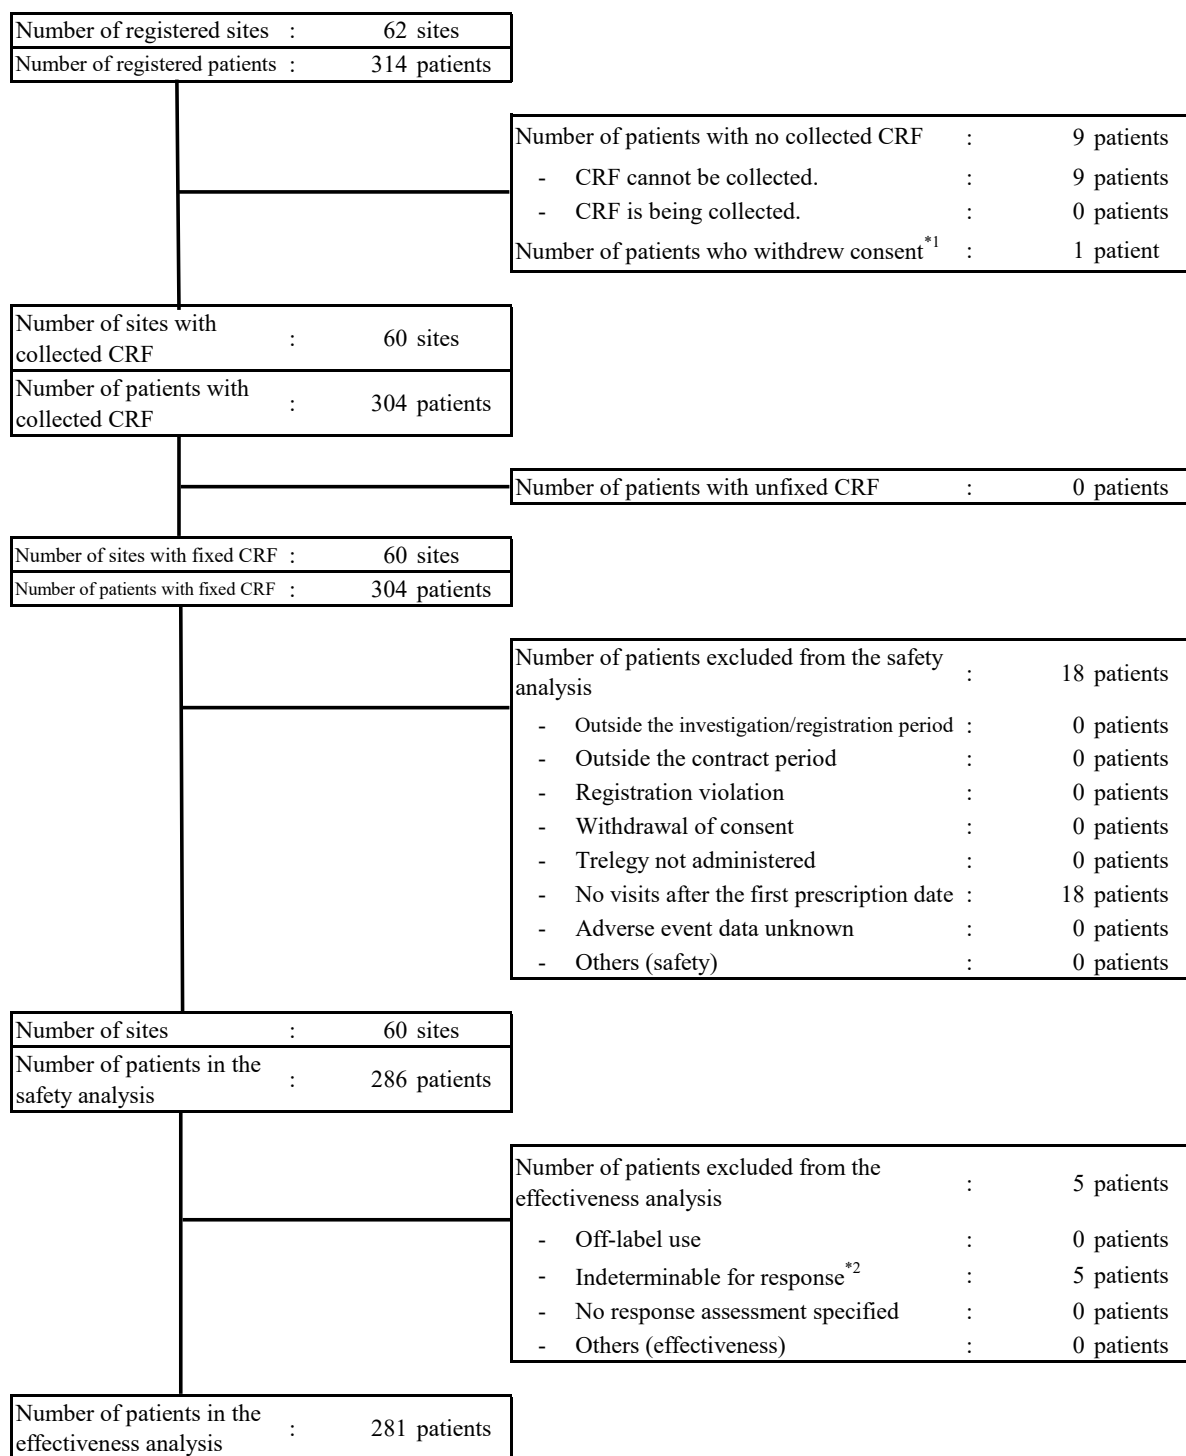 Number of registered sites : 62 sites
Number of registered patients : 314 patients
Number of patients with no collected CRF : 9 patients
- CRF cannot be collected. : 9 patients
- CRF is being collected. : 0 patients
Number of patients who withdrew consent*1 : 1 patient
Number of sites with
collected CRF : 60 sites
Number of patients with
collected CRF : 304 patients
Number of patients with unfixed CRF : 0 patients
Number of sites with fixed CRF : 60 sites
Number of patients with fixed CRF : 304 patients
Number of patients excluded from the safety
analysis : 18 patients
- Outside the investigation/registration period : 0 patients
- Outside the contract period : 0 patients
- Registration violation : 0 patients
- Withdrawal of consent : 0 patients
- Trelegy not administered : 0 patients
- No visits after the first prescription date : 18 patients
- Adverse event data unknown : 0 patients
- Others (safety) : 0 patients
Number of sites : 60 sites
Number of patients in the
safety analysis : 286 patients
Number of patients excluded from the
effectiveness analysis : 5 patients
- Off-label use : 0 patients
- Indeterminable for response*2 : 5 patients
- No response assessment specified : 0 patients
- Others (effectiveness) : 0 patients
Number of patients in the
effectiveness analysis : 281 patients